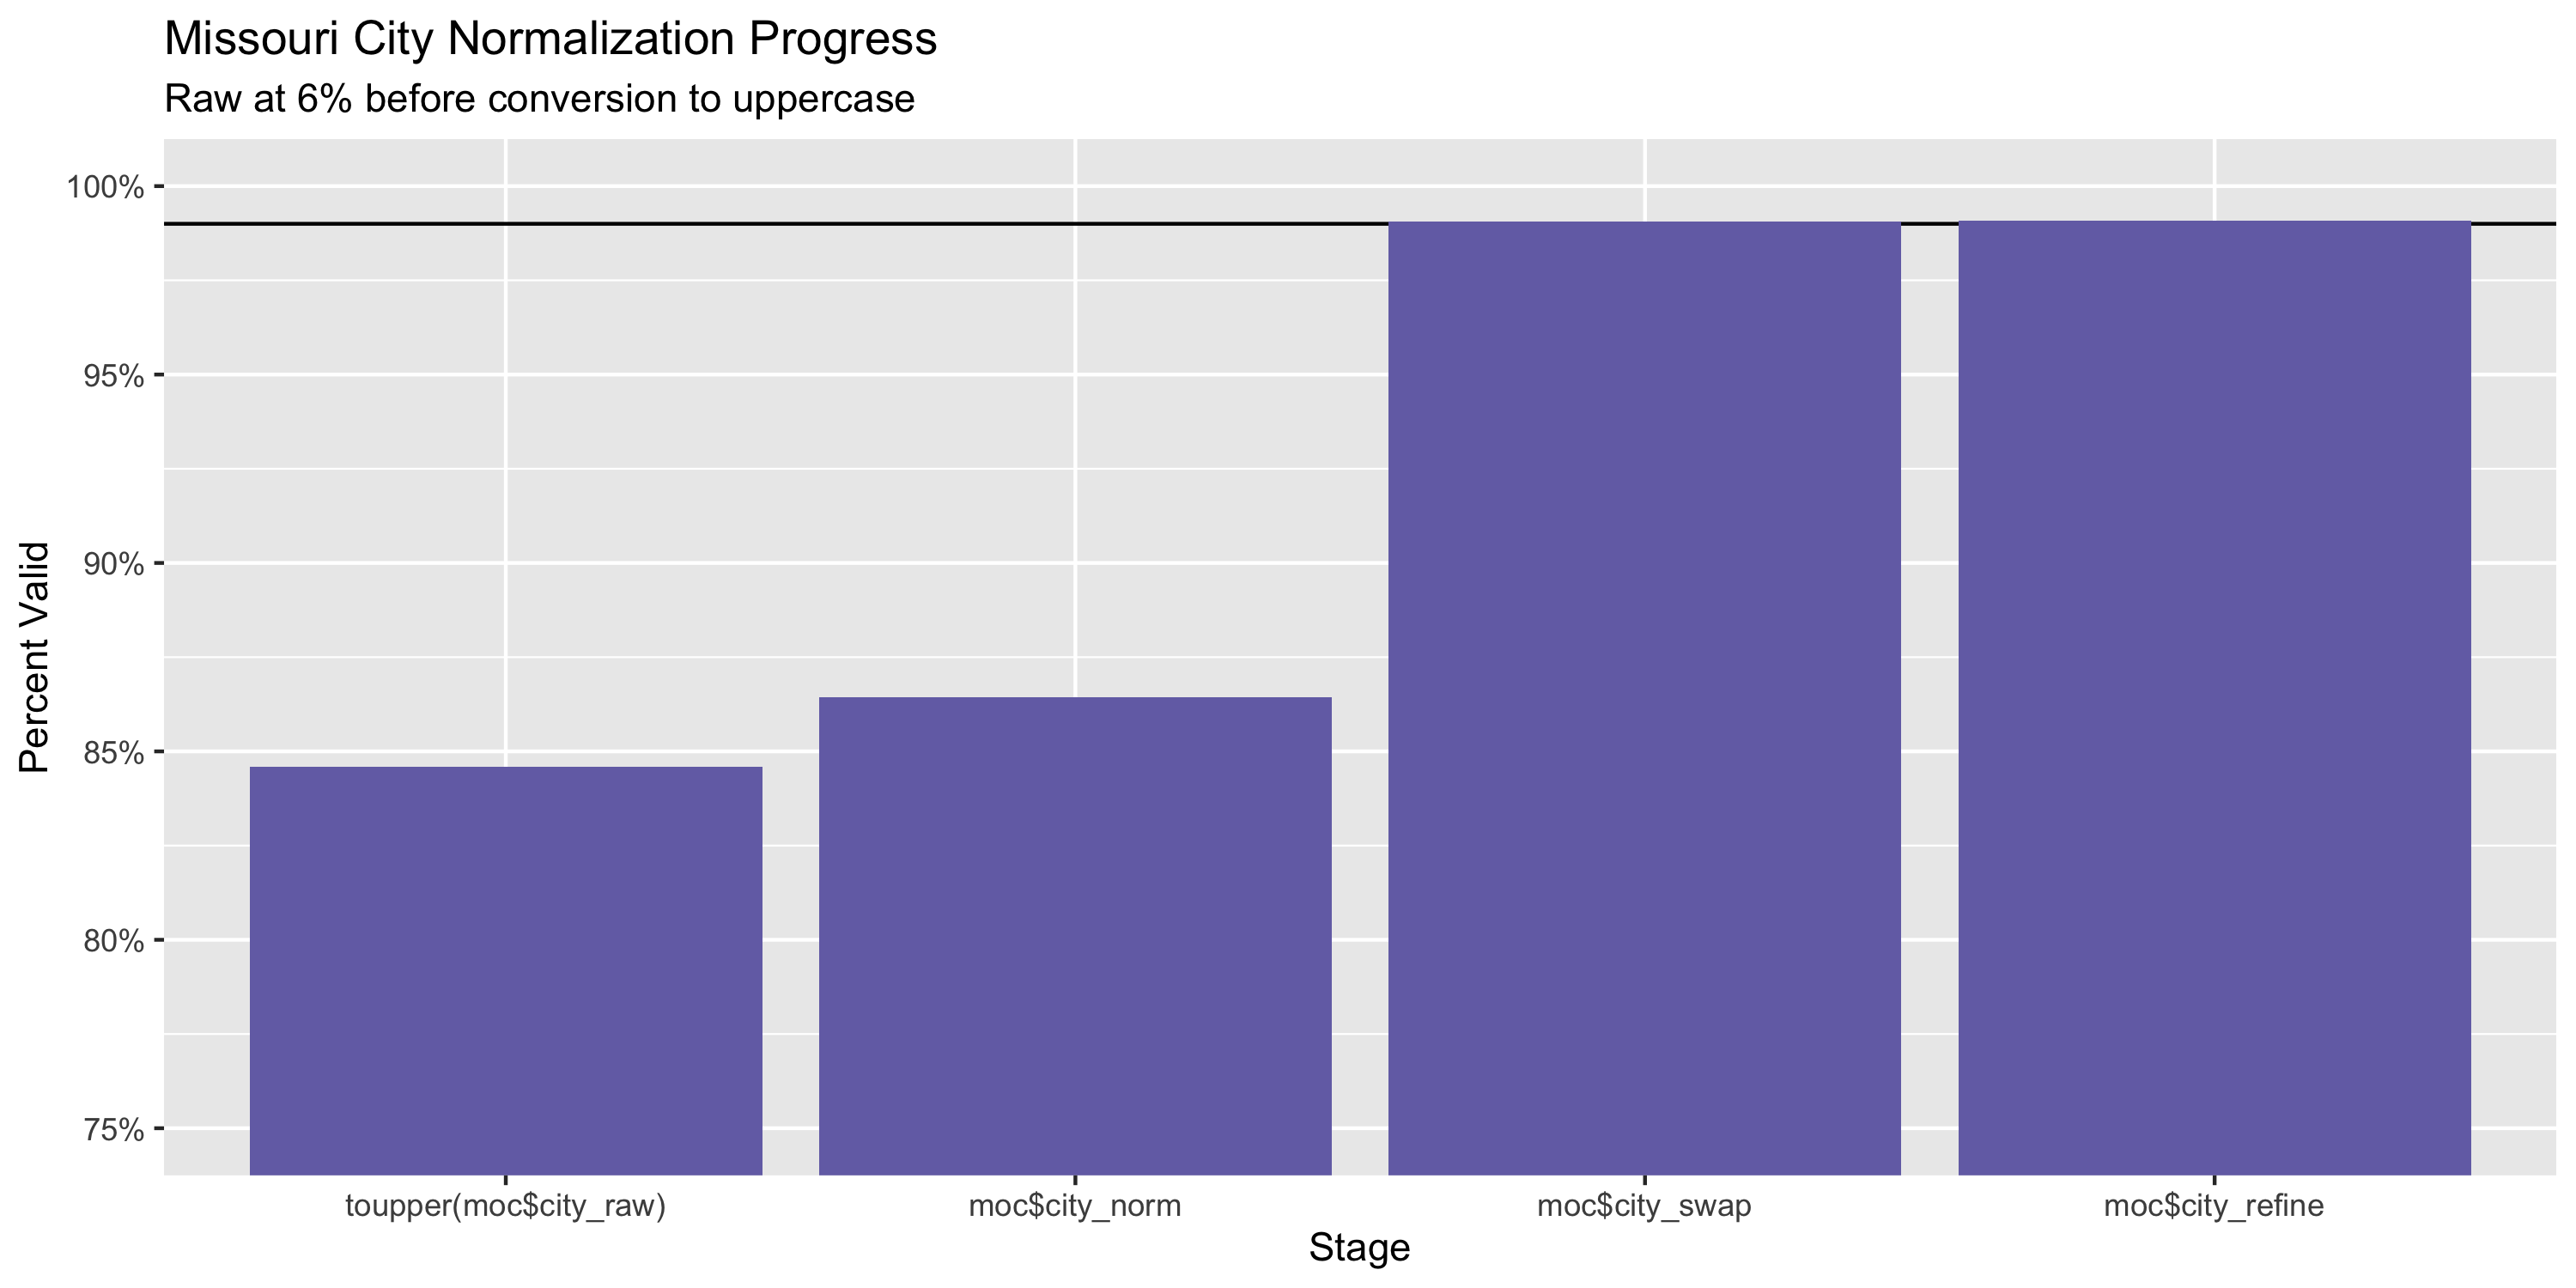 Missouri City Normalization Progress
Raw at 6% before conversion to uppercase
Percent Valid
100%
95%
90%
85%
80%
75%
toupper(moc$city_raw)
moc$city_norm
moc$city_swap
moc$city_refine
Stage